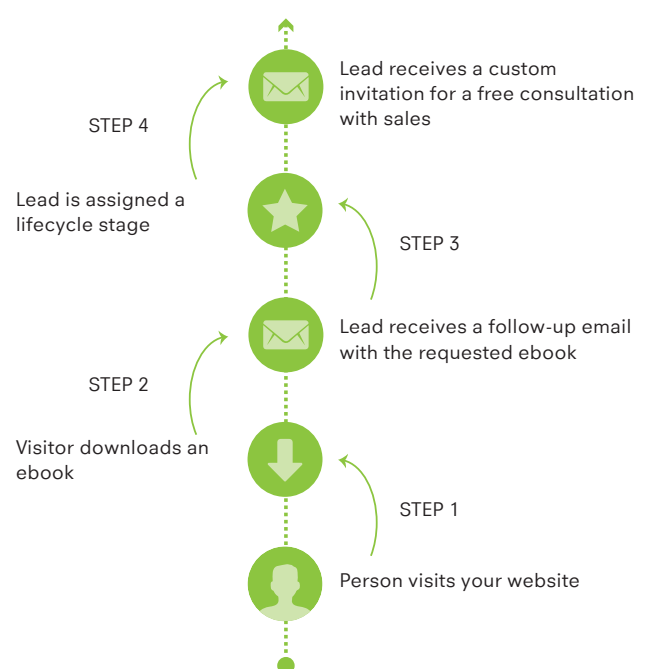 Lead receives a custom
invitation for a free consultation
with sales
STEP 4
Lead is assigned a
lifecycle stage
STEP 3
Lead receives a follow-up email
with the requested ebook
STEP 2
Visitor downloads an
ebook
STEP 1
Person visits your website